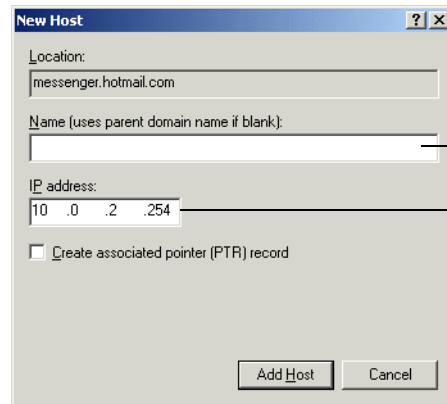 New Host
Location:
messenger.hotmail.com
Name (uses parent domain name if blank):
IP address:
10 .0 .2 .254
Create associated pointer (PTR) record
Add Host
Cancel